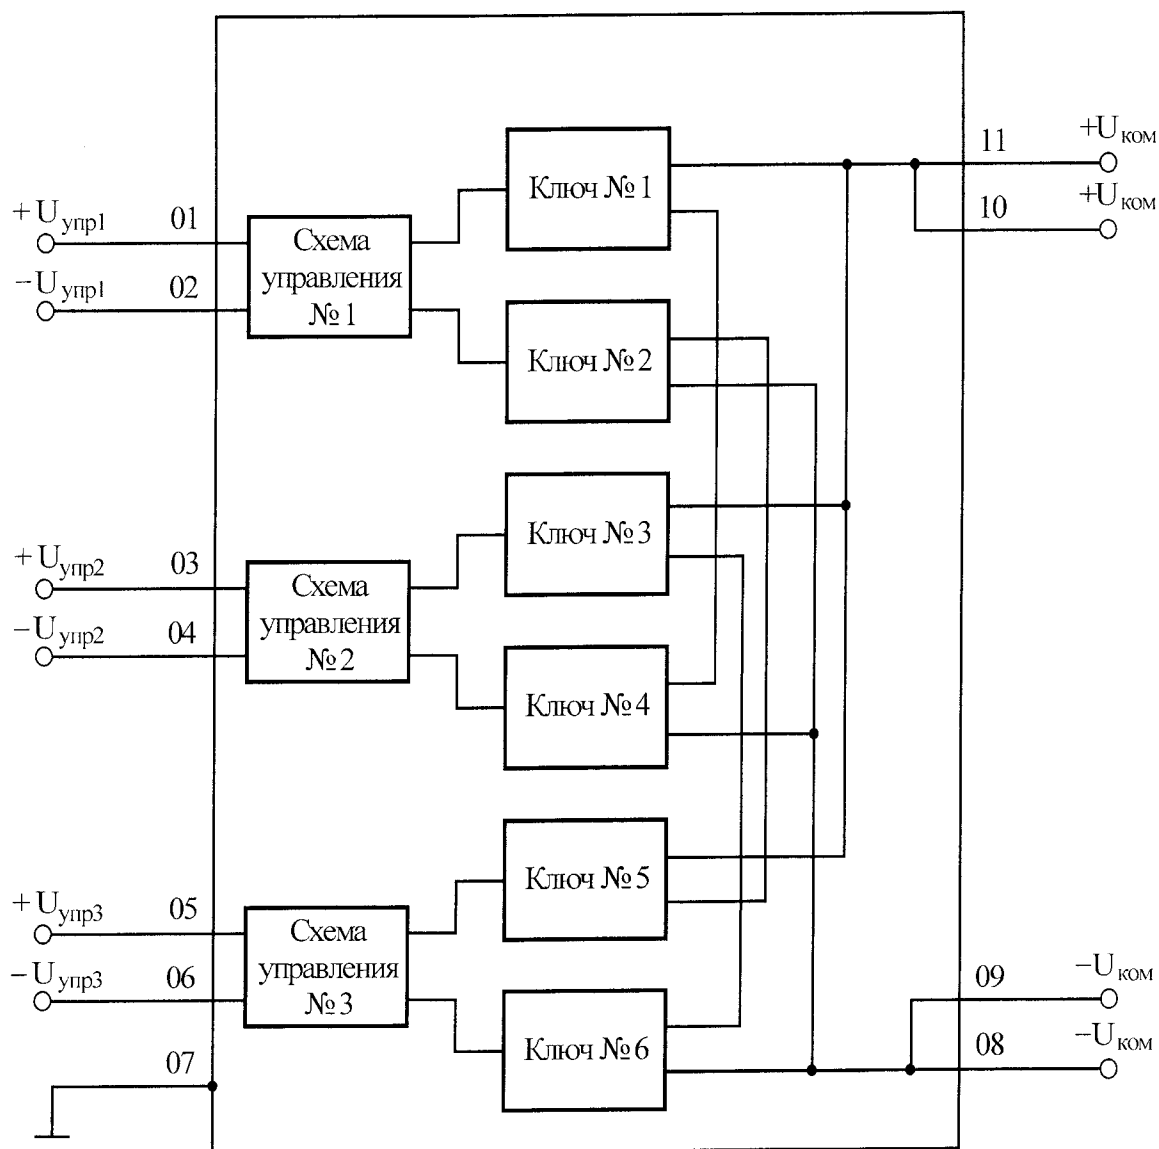 11
+Uком
Ключ №1
+Uупр1
01
10
+Uком
Схема
управления
№1
−Uупр1
02
Ключ №2
Ключ №3
+Uупр2
03
Схема
управления
№2
−Uупр2
04
Ключ №4
Ключ №5
+Uупр3
05
Схема
управления
№3
−Uупр3
06
09
−Uком
Ключ №6
08
−Uком
07